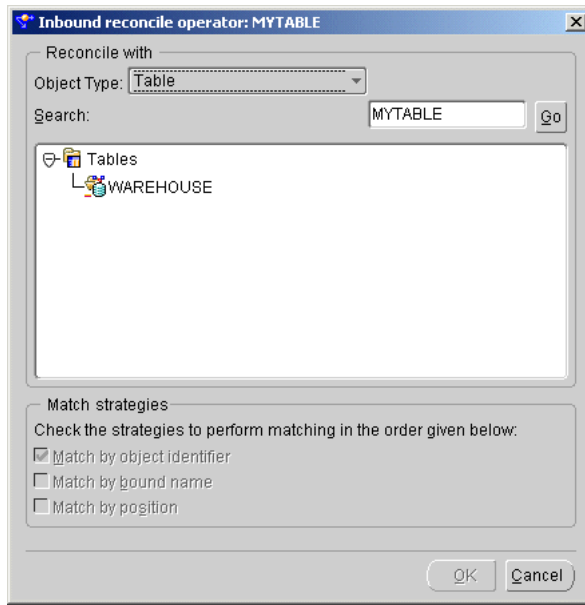 Inbound reconcile operator: MYTABLE
Reconcile with
Object Type: Table
Search: MYTABLE Go
Tables
WAREHOUSE
Match strategies
Check the strategies to perform matching in the order given below:
Match by object identifier
Match by bound name
Match by position
OK Cancel